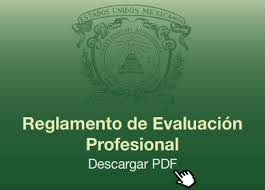 ESTADOS UNIDOS MEXICANOS
Reglamento de Evaluación
Profesional
Descargar PDF